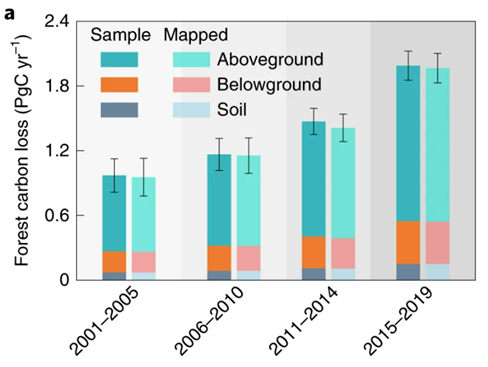 a
Forest carbon loss (PgC yr⁻¹)
2.4
1.8
1.2
0.6
0
Sample Mapped
Aboveground
Belowground
Soil
2001–2005
2006–2010
2011–2014
2015–2019